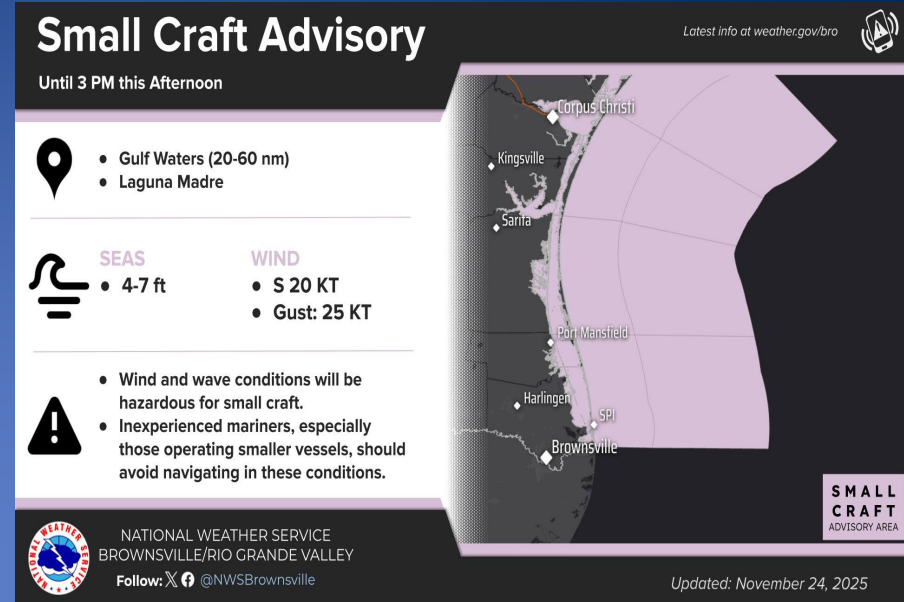 Small Craft Advisory
Latest info at weather.gov/bro
Until 3 PM this Afternoon
• Gulf Waters (20-60 nm)
• Laguna Madre
SEAS
• 4-7 ft
WIND
• S 20 KT
• Gust: 25 KT
• Wind and wave conditions will be
hazardous for small craft.
• Inexperienced mariners, especially
those operating smaller vessels, should
avoid navigating in these conditions.
Corpus Christi
Kingsville
Sarita
Port Mansfield
Harlingen
SPI
Brownsville
SMALL
CRAFT
ADVISORY AREA
NATIONAL WEATHER SERVICE
NATIONAL WEATHER SERVICE
BROWNSVILLE/RIO GRANDE VALLEY
Follow: X f @NWSBrownsville
Updated: November 24, 2025